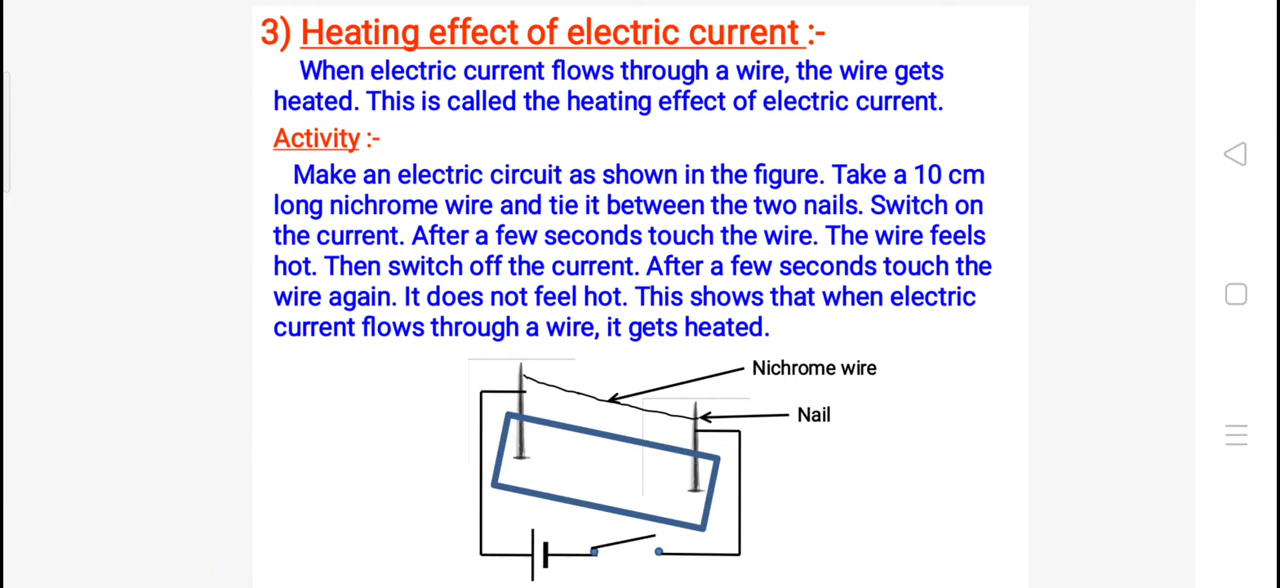 3) Heating effect of electric current :-
When electric current flows through a wire, the wire gets
heated. This is called the heating effect of electric current.
Activity :-
Make an electric circuit as shown in the figure. Take a 10 cm
long nichrome wire and tie it between the two nails. Switch on
the current. After a few seconds touch the wire. The wire feels
hot. Then switch off the current. After a few seconds touch the
wire again. It does not feel hot. This shows that when electric
current flows through a wire, it gets heated.
Nichrome wire
Nail